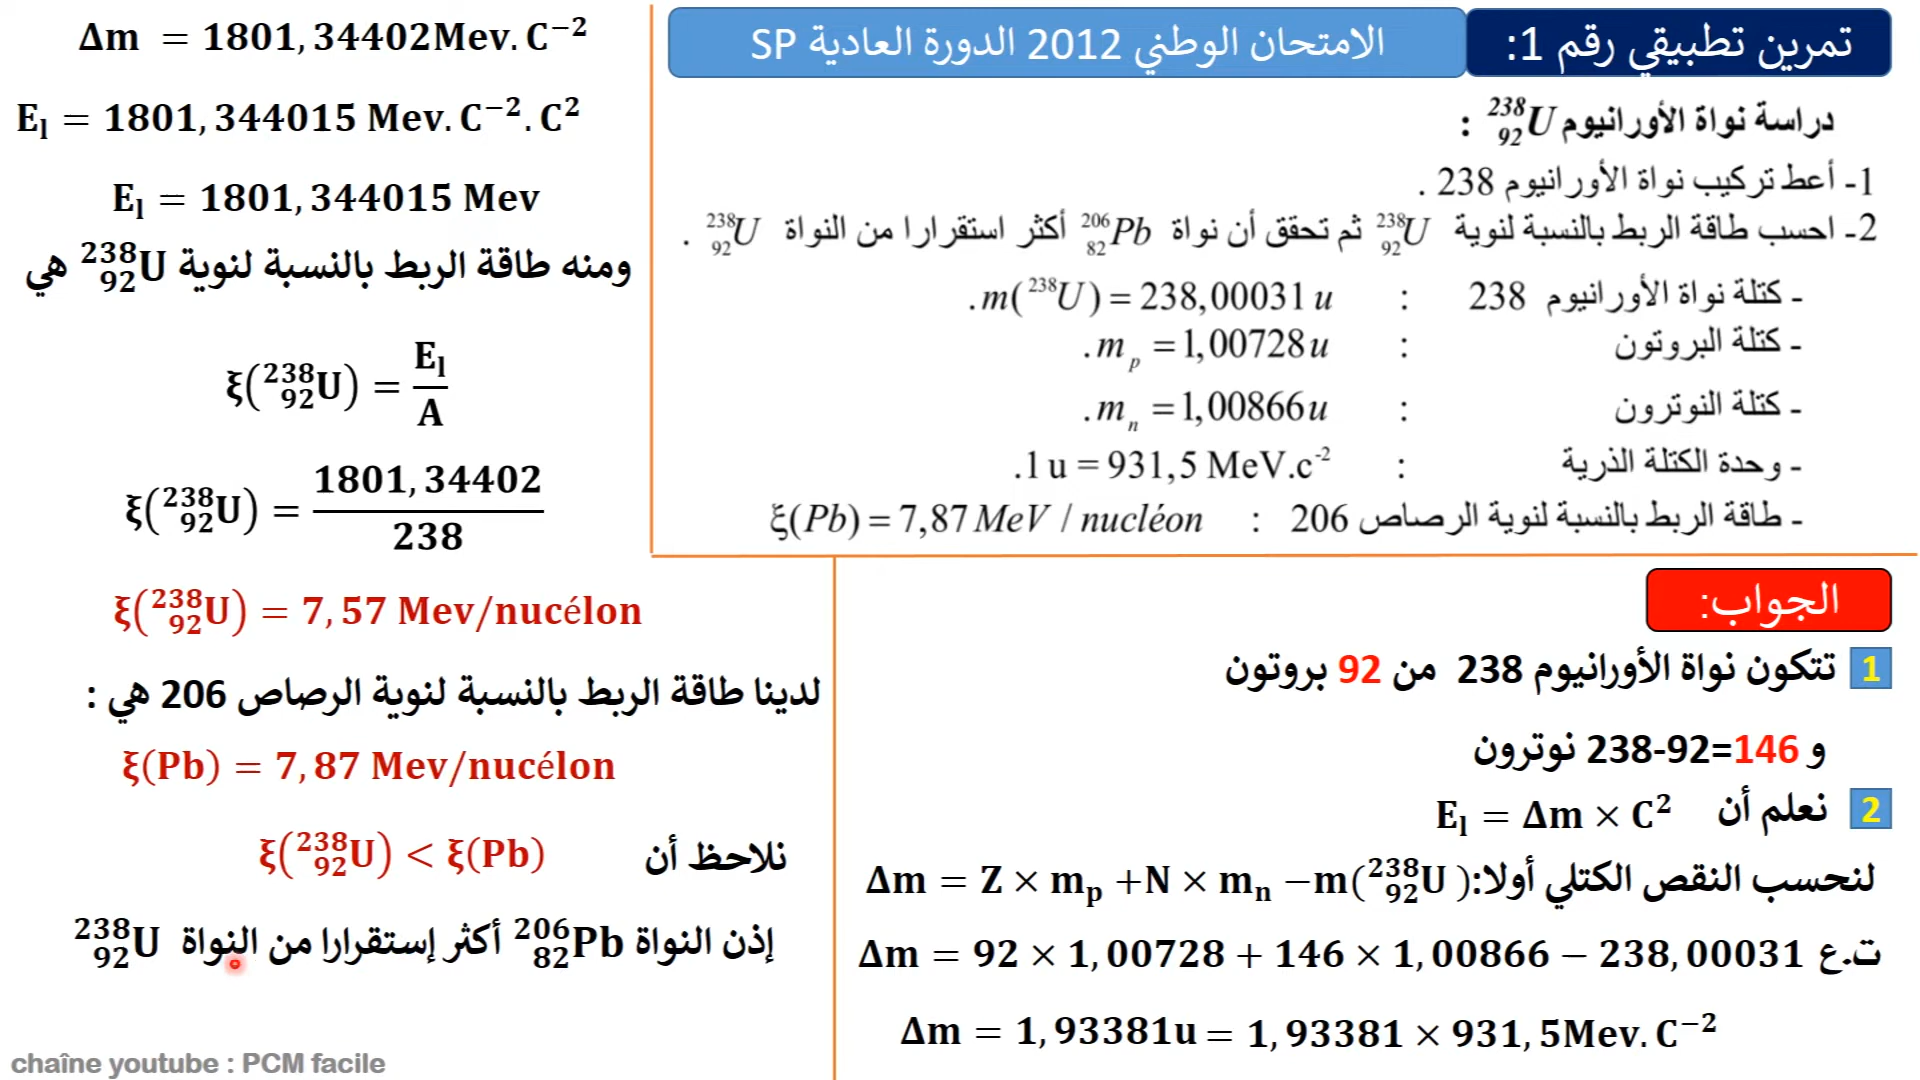 تمرين تطبيقي رقم 1:
الامتحان الوطني 2012 الدورة العادية SP
دراسة نواة الأورانيوم ²³⁸₉₂U :
1- أعط تركيب نواة الأورانيوم 238 .
2- احسب طاقة الربط بالنسبة لنوية ²³⁸₉₂U ثم تحقق أن نواة ²⁰⁶₈₂Pb أكثر استقرارا من النواة ²³⁸₉₂U .
- كتلة نواة الأورانيوم 238 : m(²³⁸U) = 238,00031 u.
- كتلة البروتون : m_p = 1,00728u.
- كتلة النوترون : m_n = 1,00866u.
- وحدة الكتلة الذرية : 1 u = 931,5 MeV.c⁻².
- طاقة الربط بالنسبة لنوية الرصاص 206 : ξ(Pb) = 7,87 MeV / nucléon
الجواب:
1 تتكون نواة الأورانيوم 238 من 92 بروتون
و 146=92-238 نوترون
2 نعلم أن Eₗ = Δm × C²
لنحسب النقص الكتلي أولا: Δm = Z × m_p +N × m_n −m(²³⁸₉₂U )
ت.ع Δm = 92 × 1,00728 + 146 × 1,00866 − 238,00031
Δm = 1,93381u = 1,93381 × 931,5Mev.C⁻²
Δm = 1801,34402Mev.C⁻²
Eₗ = 1801,344015 Mev.C⁻².C²
Eₗ = 1801,344015 Mev
ومنه طاقة الربط بالنسبة لنوية ²³⁸₉₂U هي
ξ(²³⁸₉₂U) = Eₗ/A
ξ(²³⁸₉₂U) = 1801,34402/238
ξ(²³⁸₉₂U) = 7,57 Mev/nucélon
لدينا طاقة الربط بالنسبة لنوية الرصاص 206 هي :
ξ(Pb) = 7,87 Mev/nucélon
نلاحظ أن ξ(²³⁸₉₂U) < ξ(Pb)
إذن النواة ²⁰⁶₈₂Pb أكثر إستقرارا من النواة ²³⁸₉₂U
chaîne youtube : PCM facile